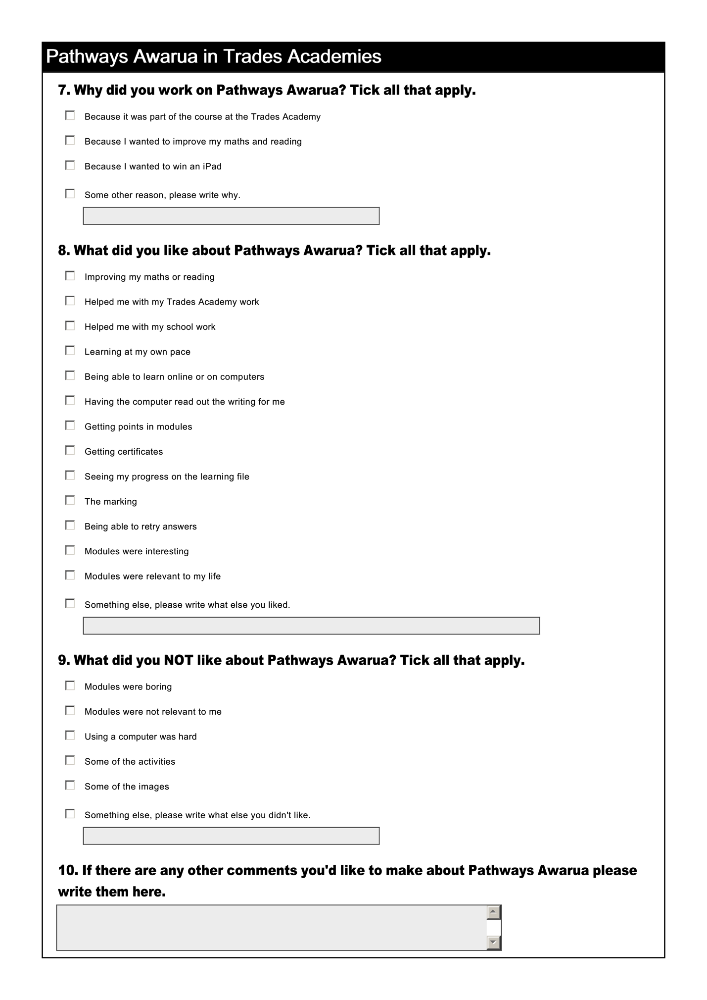 Pathways Awarua in Trades Academies
7. Why did you work on Pathways Awarua? Tick all that apply.
Because it was part of the course at the Trades Academy
Because I wanted to improve my maths and reading
Because I wanted to win an iPad
Some other reason, please write why.
8. What did you like about Pathways Awarua? Tick all that apply.
Improving my maths or reading
Helped me with my Trades Academy work
Helped me with my school work
Learning at my own pace
Being able to learn online or on computers
Having the computer read out the writing for me
Getting points in modules
Getting certificates
Seeing my progress on the learning file
The marking
Being able to retry answers
Modules were interesting
Modules were relevant to my life
Something else, please write what else you liked.
9. What did you NOT like about Pathways Awarua? Tick all that apply.
Modules were boring
Modules were not relevant to me
Using a computer was hard
Some of the activities
Some of the images
Something else, please write what else you didn't like.
10. If there are any other comments you'd like to make about Pathways Awarua please
write them here.